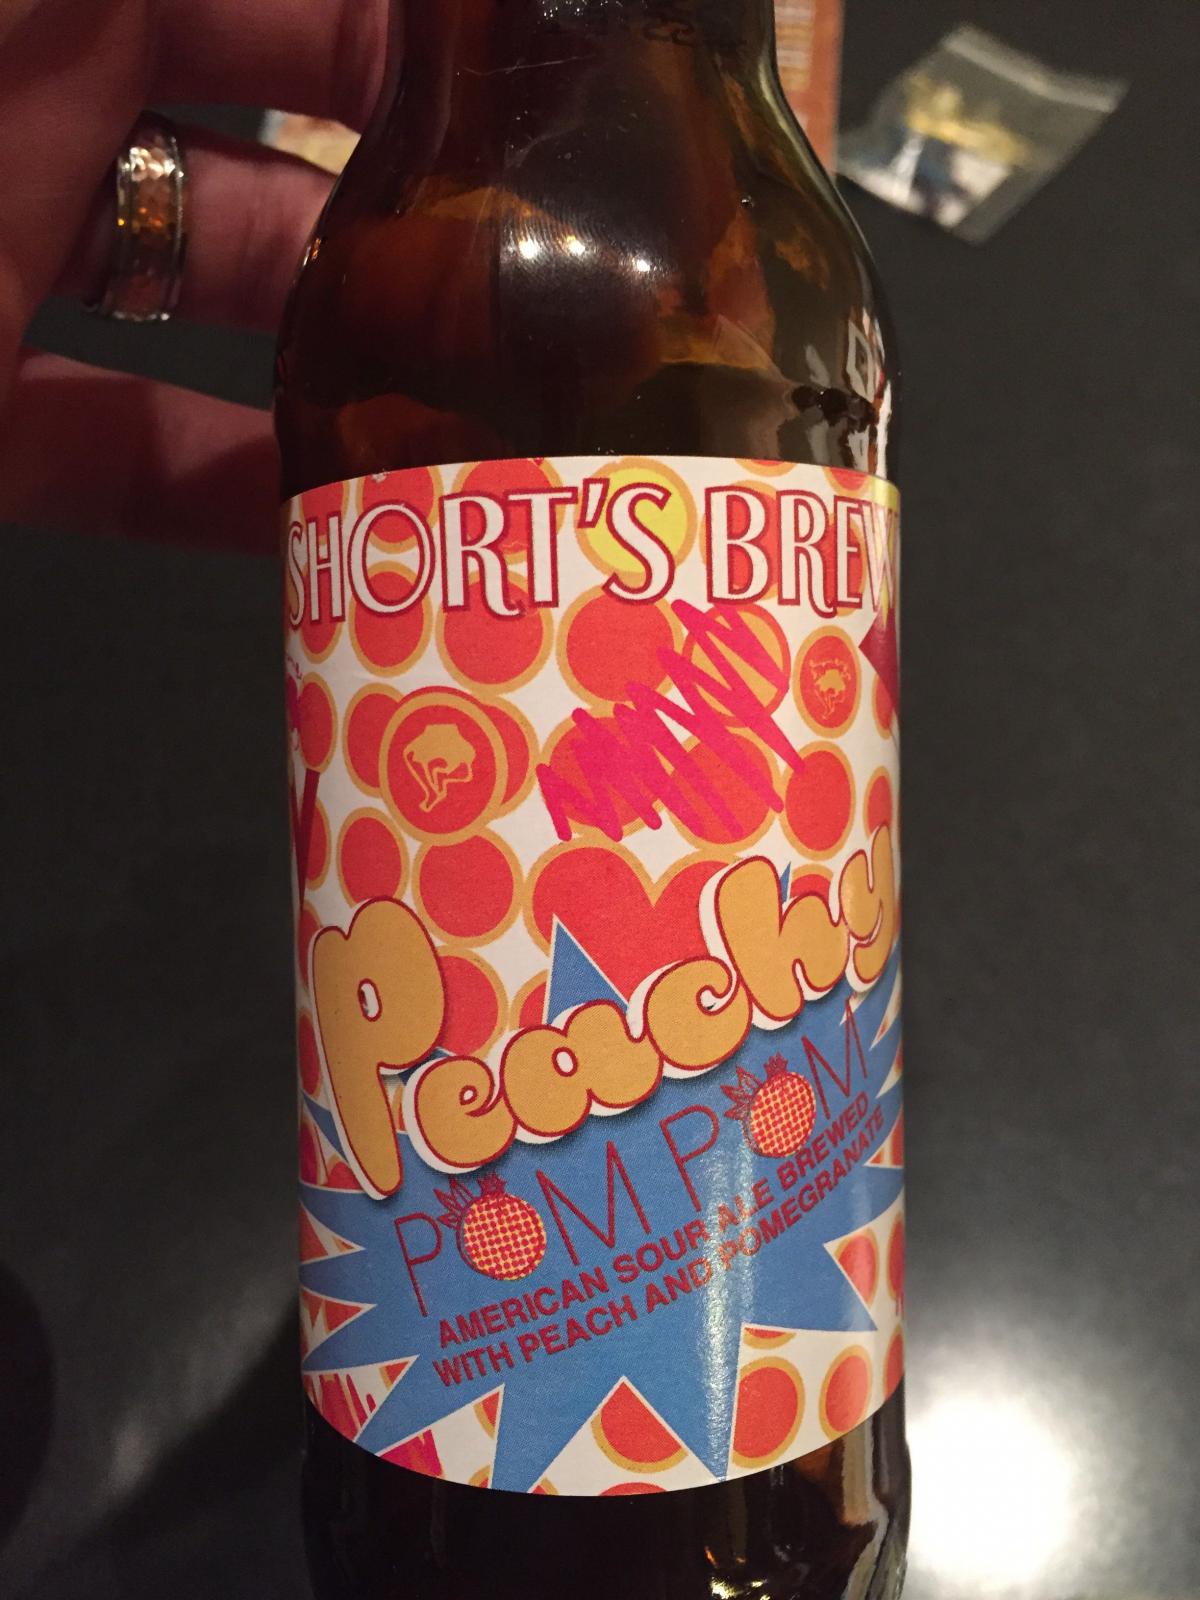 SHORT'S BREW
Peachy
POM POM
AMERICAN SOUR ALE BREWED
WITH PEACH AND POMEGRANATE